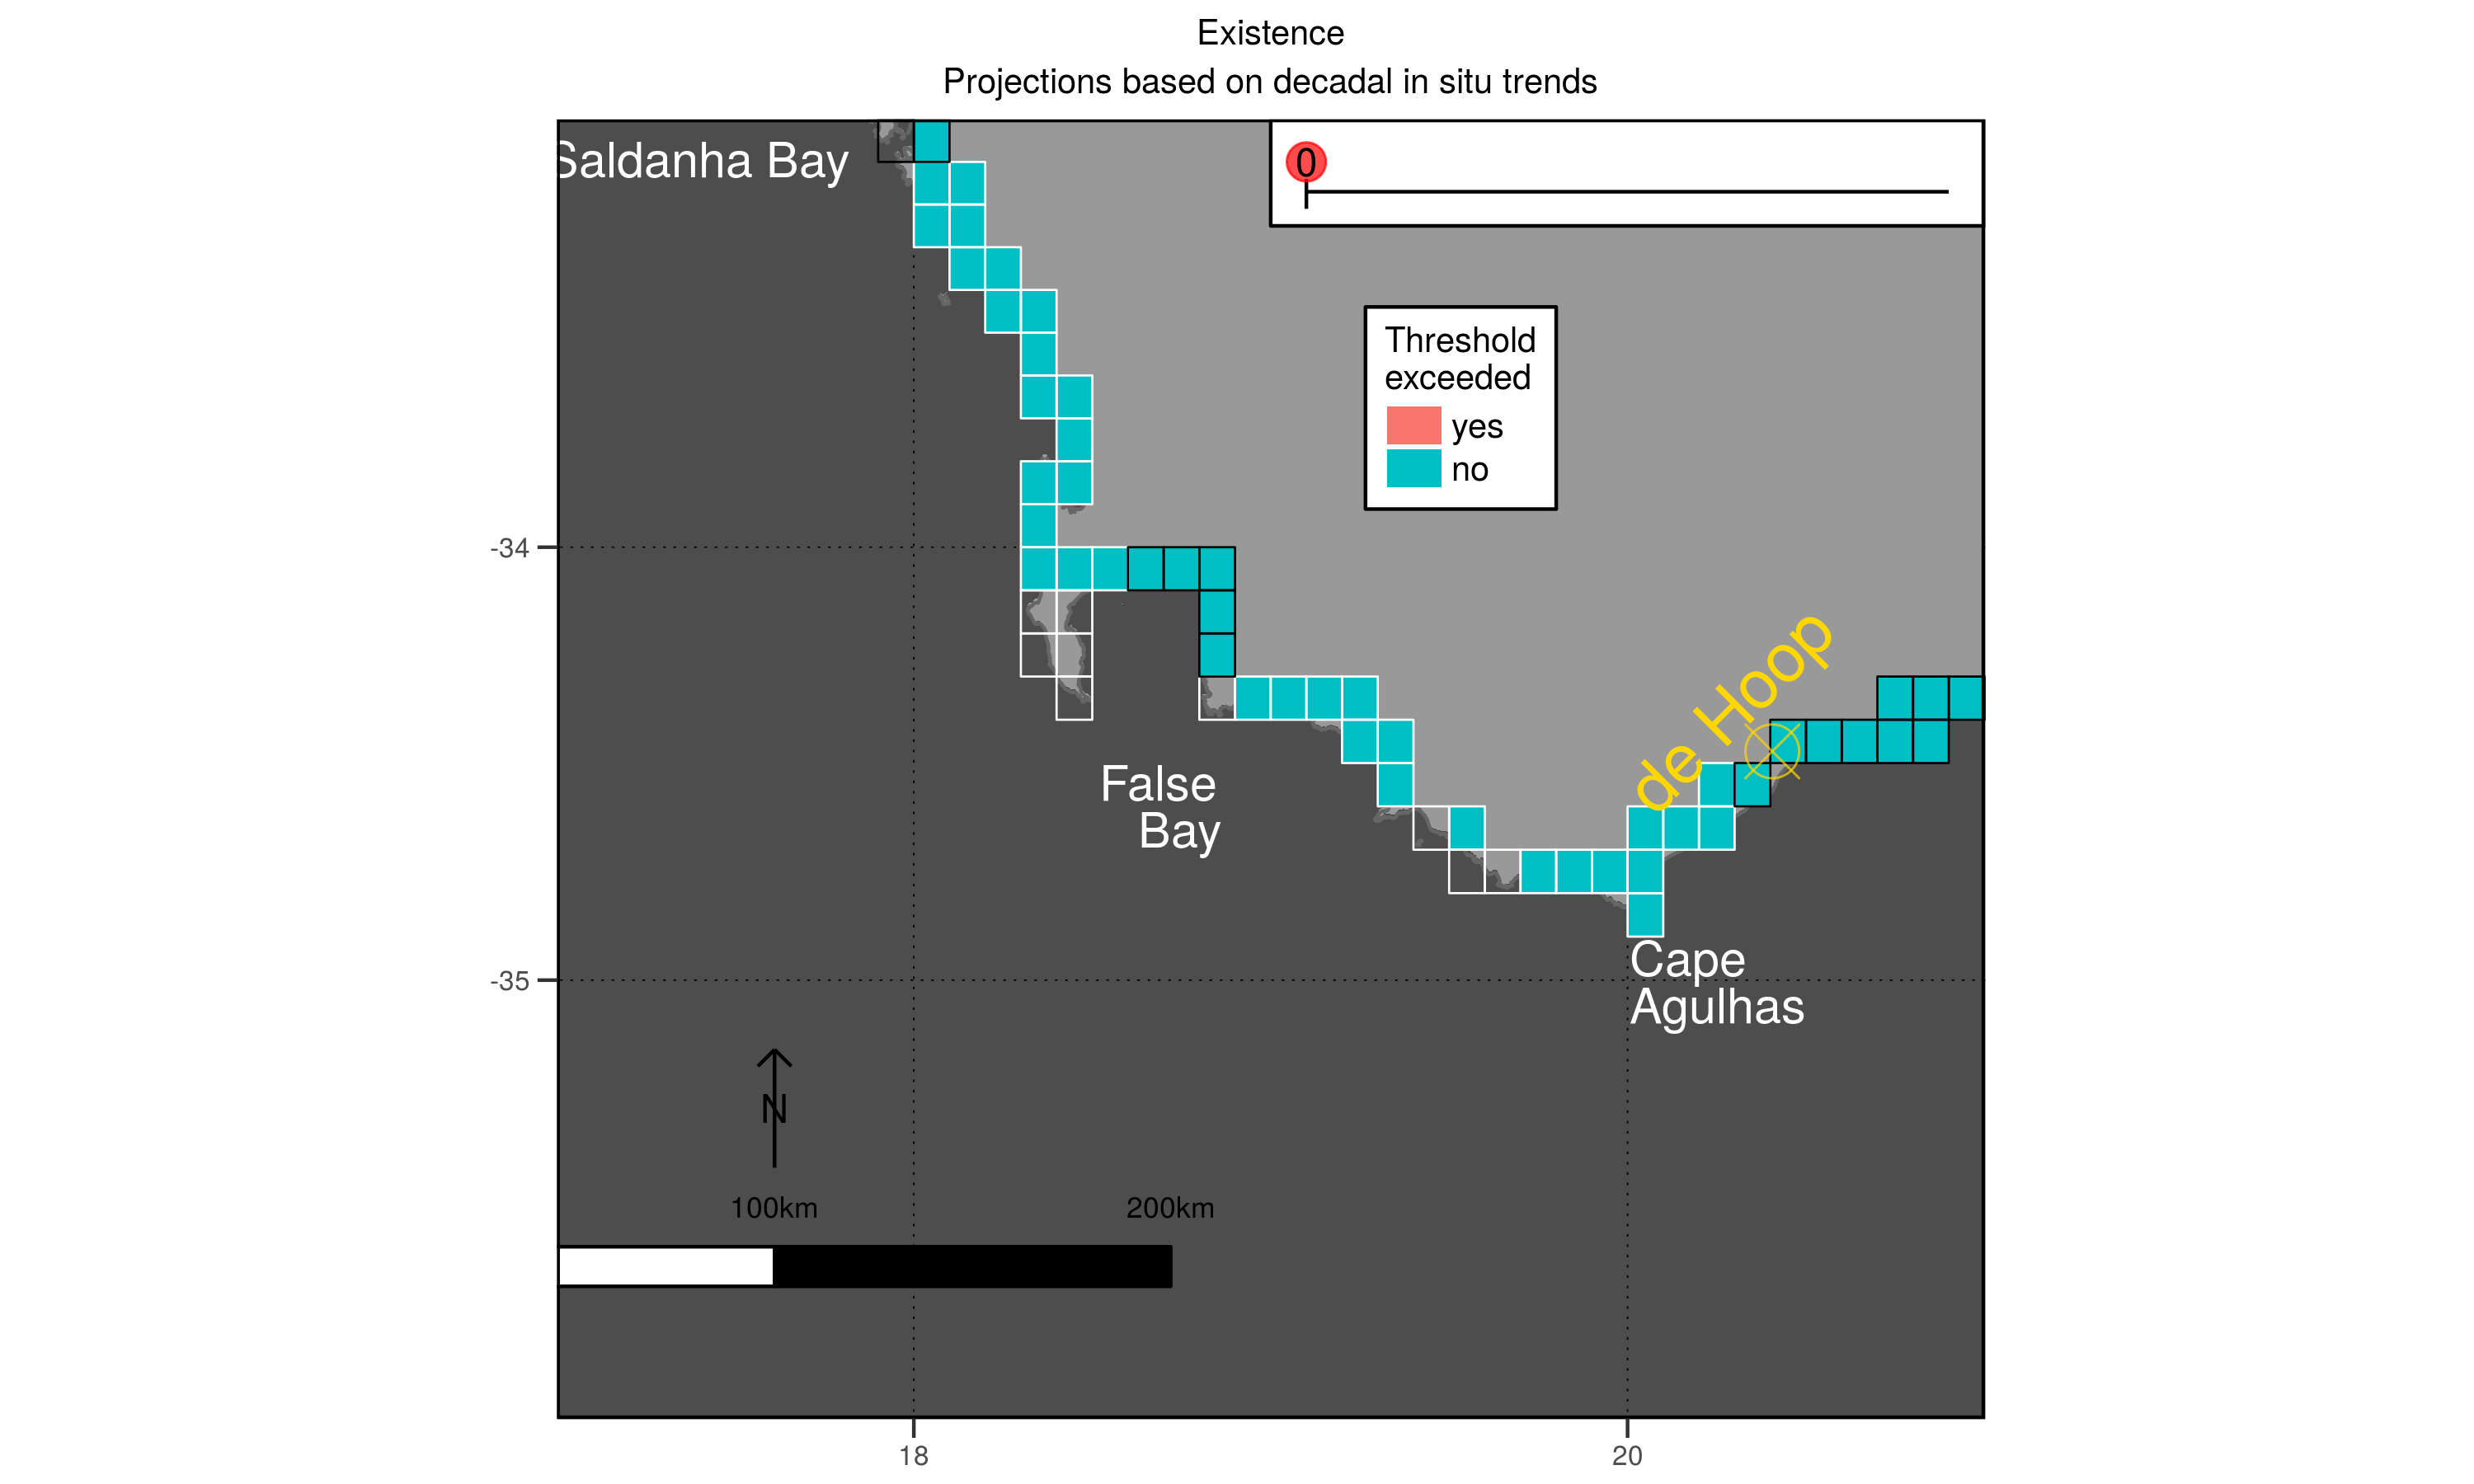 Existence
Projections based on decadal in situ trends
Saldanha Bay
0
Threshold
exceeded
yes
no
-34
de Hoop
False
Bay
Cape
-35
Agulhas
N
100km 200km
18 20